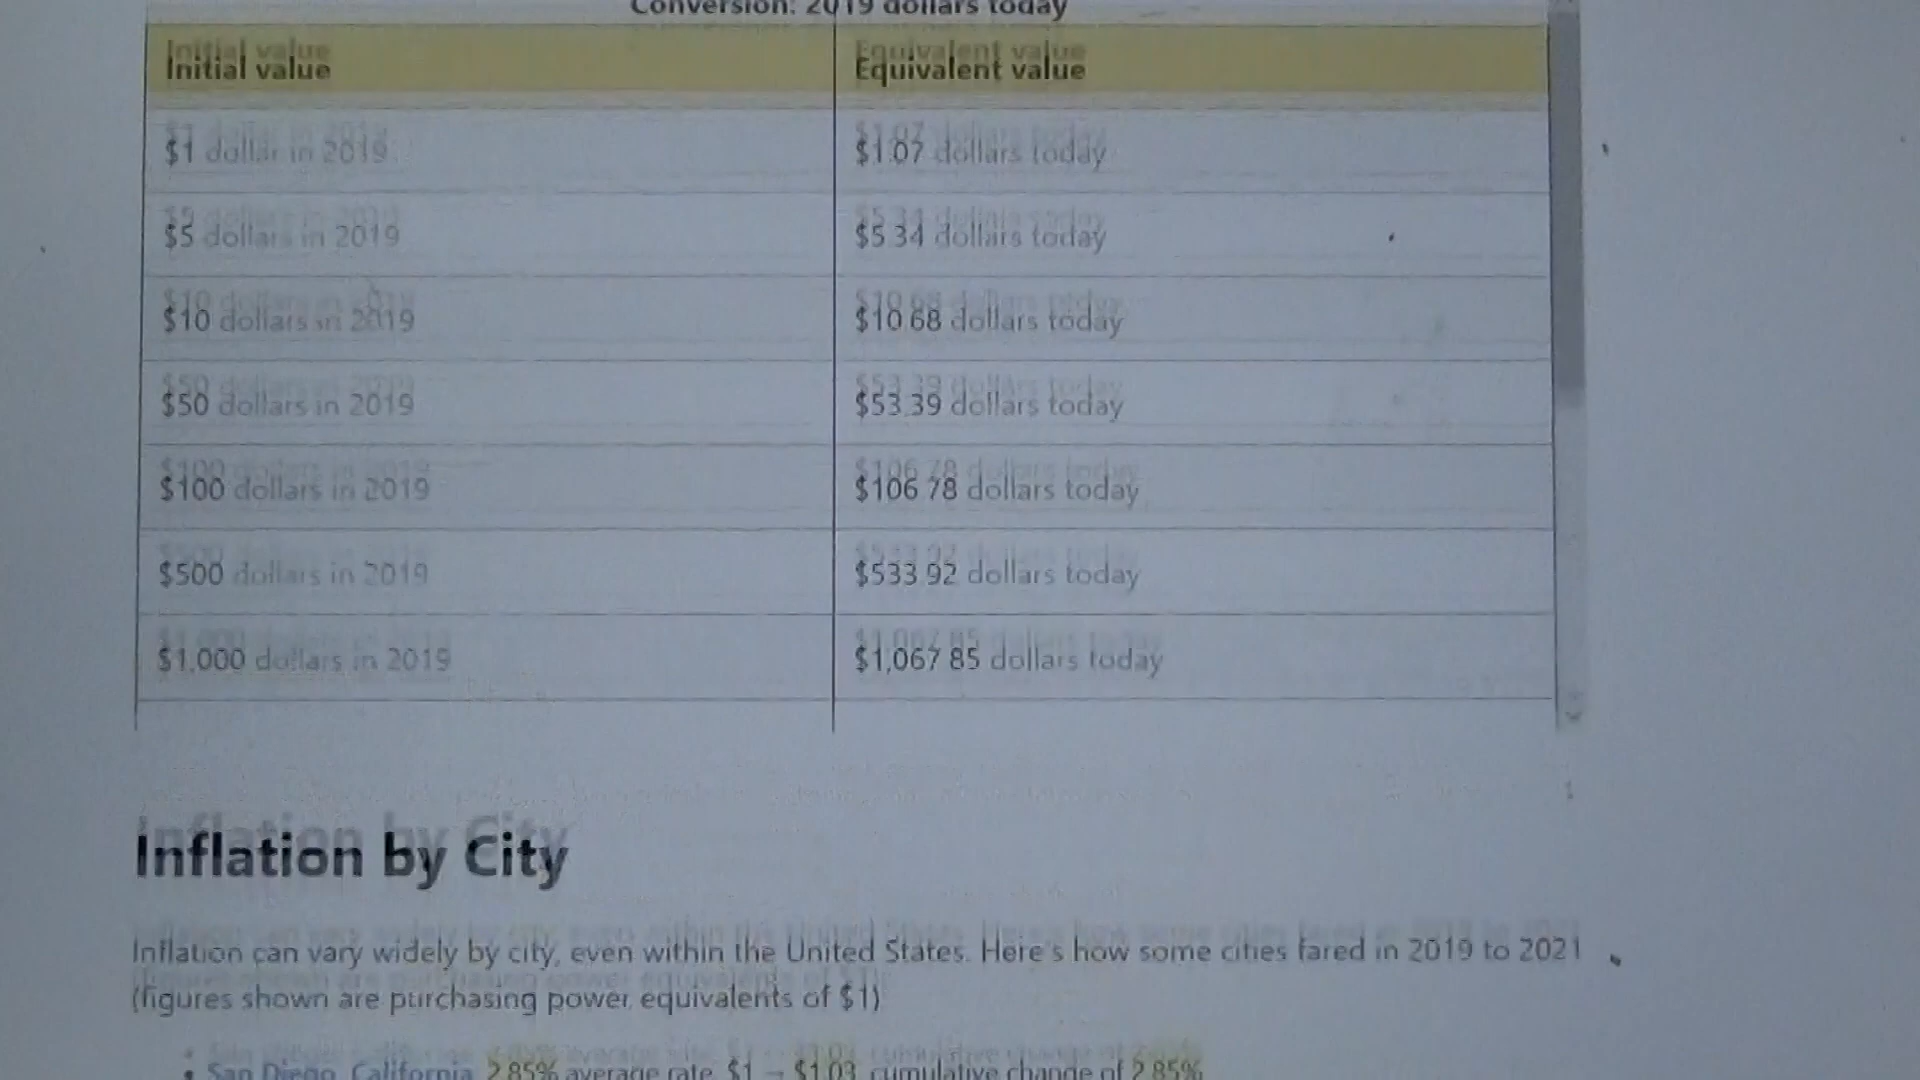 Conversion: 2019 dollars today
Initial value
Equivalent value
$1 dollar in 2019
$1.07 dollars today
$5 dollars in 2019
$5.34 dollars today
$10 dollars in 2019
$10.68 dollars today
$50 dollars in 2019
$53.39 dollars today
$100 dollars in 2019
$106.78 dollars today
$500 dollars in 2019
$533.92 dollars today
$1,000 dollars in 2019
$1,067.85 dollars today
Inflation by City
Inflation can vary widely by city, even within the United States. Here's how some cities fared in 2019 to 2021
(figures shown are purchasing power equivalents of $1)
• San Diego, California: 2.85% average rate, $1 → $1.03, cumulative change of 2.85%